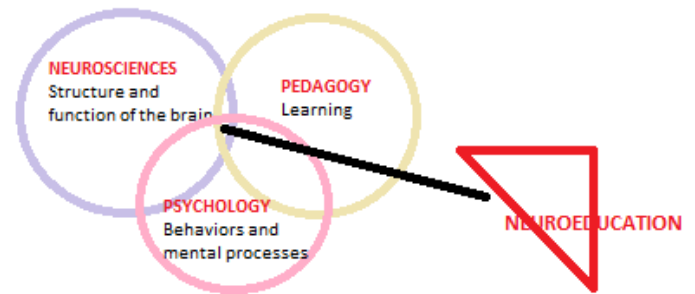 NEUROSCIENCES
Structure and
function of the brain
PEDAGOGY
Learning
PSYCHOLOGY
Behaviors and
mental processes
NEUROEDUCATION